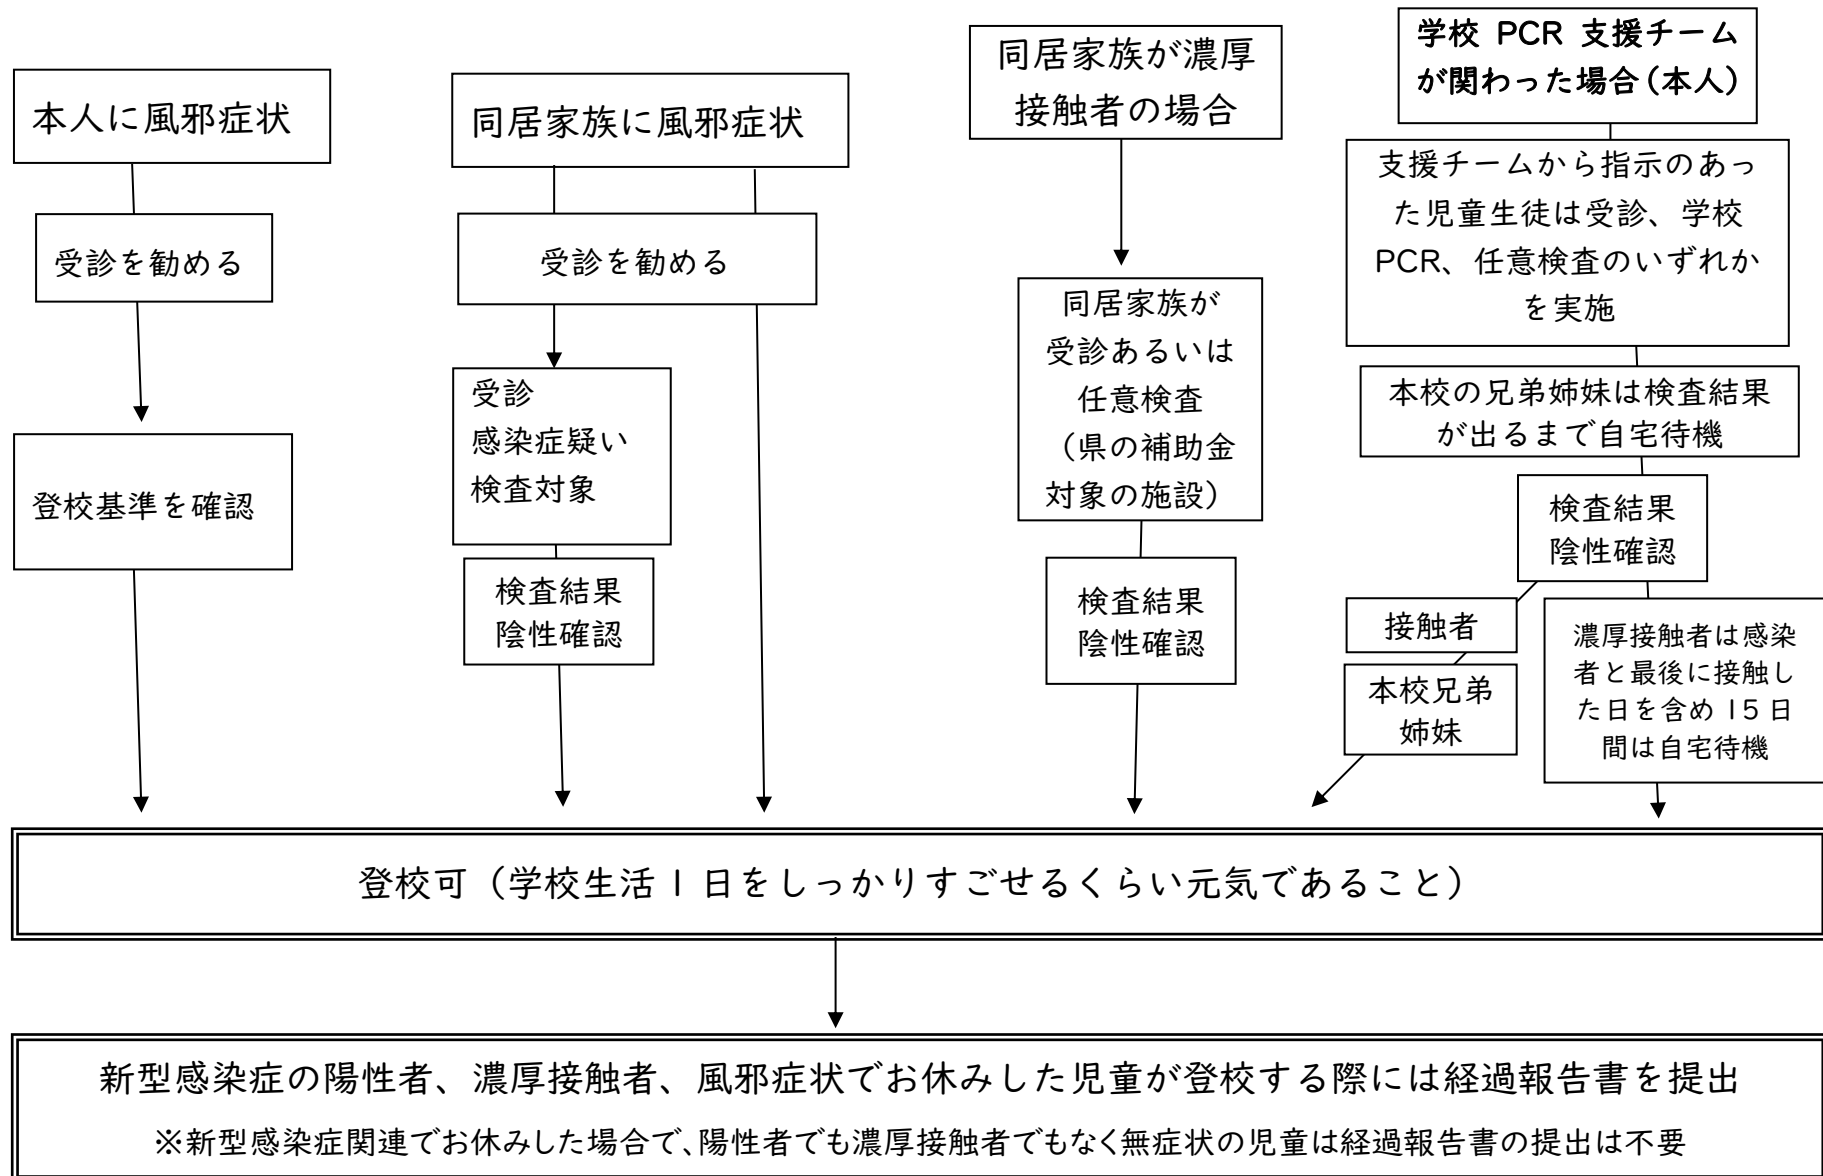 本人に風邪症状
受診を勧める
登校基準を確認
同居家族に風邪症状
受診を勧める
受診
感染症疑い
検査対象
検査結果
陰性確認
同居家族が濃厚
接触者の場合
同居家族が
受診あるいは
任意検査
（県の補助金
対象の施設）
検査結果
陰性確認
学校 PCR 支援チーム
が関わった場合（本人）
支援チームから指示のあっ
た児童生徒は受診、学校
PCR、任意検査のいずれか
を実施
本校の兄弟姉妹は検査結果
が出るまで自宅待機
検査結果
陰性確認
接触者
本校兄弟
姉妹
濃厚接触者は感染
者と最後に接触し
た日を含め 15 日
間は自宅待機
登校可（学校生活 1 日をしっかりすごせるくらい元気であること）
新型感染症の陽性者、濃厚接触者、風邪症状でお休みした児童が登校する際には経過報告書を提出
※新型感染症関連でお休みした場合で、陽性者でも濃厚接触者でもなく無症状の児童は経過報告書の提出は不要